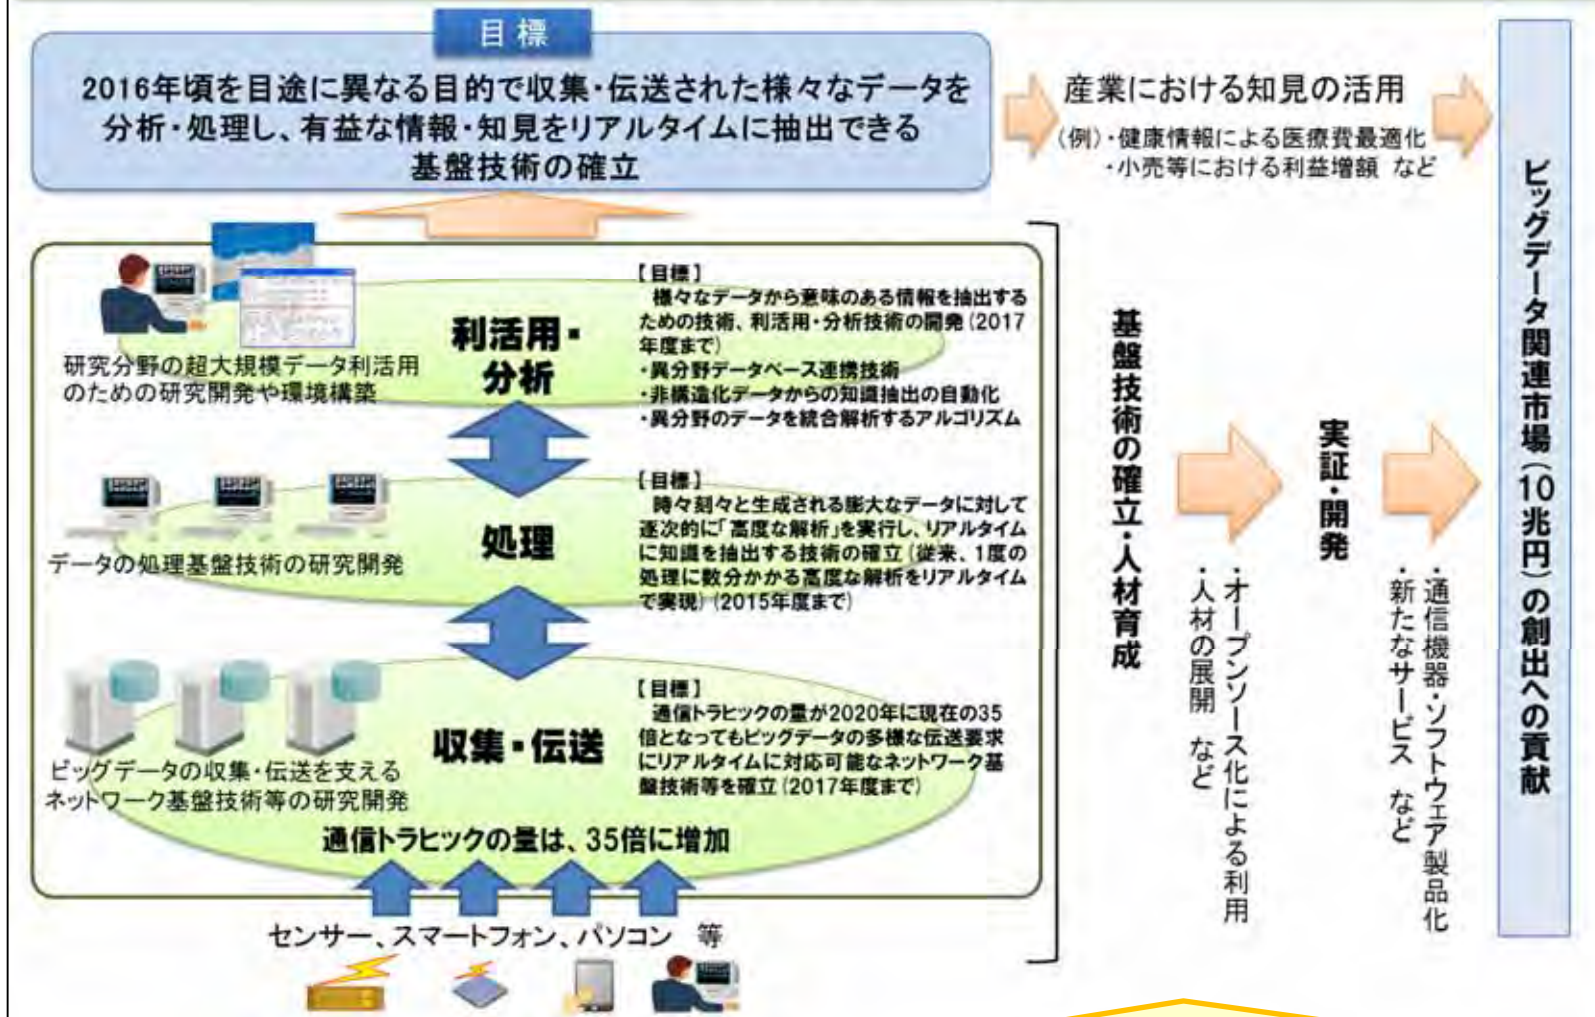 目標
2016年頃を目途に異なる目的で収集・伝送された様々なデータを
分析・処理し、有益な情報・知見をリアルタイムに抽出できる
基盤技術の確立
産業における知見の活用
(例)・健康情報による医療費最適化
・小売等における利益増額 など
研究分野の超大規模データ利活用
のための研究開発や環境構築
利活用・
分析
【目標】
様々なデータから意味のある情報を抽出する
ための技術、利活用・分析技術の開発(2017
年度まで)
・異分野データベース連携技術
・非構造化データからの知識抽出の自動化
・異分野のデータを統合解析するアルゴリズム
データの処理基盤技術の研究開発
処理
【目標】
時々刻々と生成される膨大なデータに対して
逐次的に「高度な解析」を実行し、リアルタイム
に知識を抽出する技術の確立(従来、1度の
処理に数分かかる高度な解析をリアルタイム
で実現)(2015年度まで)
ビッグデータの収集・伝送を支える
ネットワーク基盤技術等の研究開発
収集・伝送
【目標】
通信トラヒックの量が2020年に現在の35
倍となってもビッグデータの多様な伝送要求
にリアルタイムに対応可能なネットワーク基
盤技術等を確立(2017年度まで)
通信トラヒックの量は、35倍に増加
センサー、スマートフォン、パソコン 等
基盤技術の確立・人材育成
・オープンソース化による利用
・人材の展開 など
実証・開発
・通信機器・ソフトウェア製品化
・新たなサービス など
ビッグデータ関連市場(10兆円)の創出への貢献